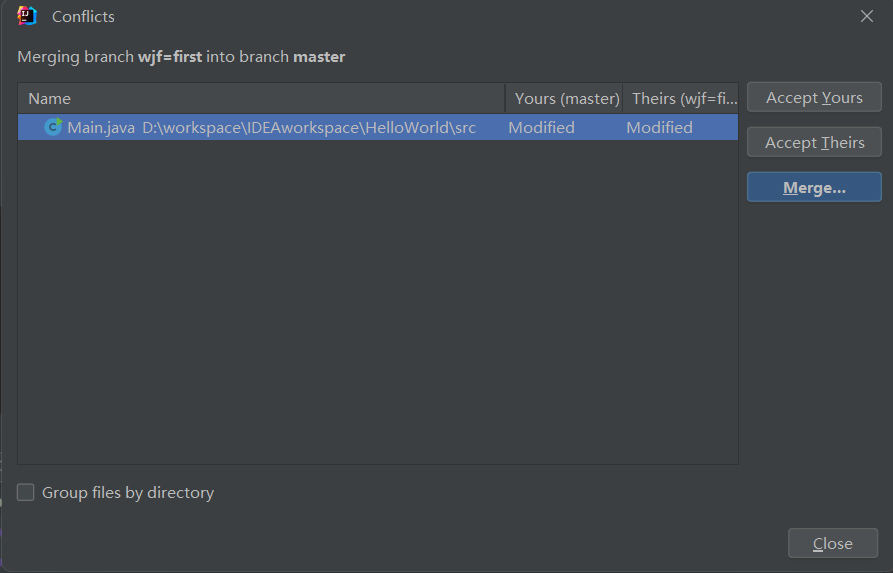 Conflicts
Merging branch wjf=first into branch master
Name Yours (master) Theirs (wjf=fi...
Main.java D:\workspace\IDEAworkspace\HelloWorld\src Modified Modified
Accept Yours
Accept Theirs
Merge...
Group files by directory
Close